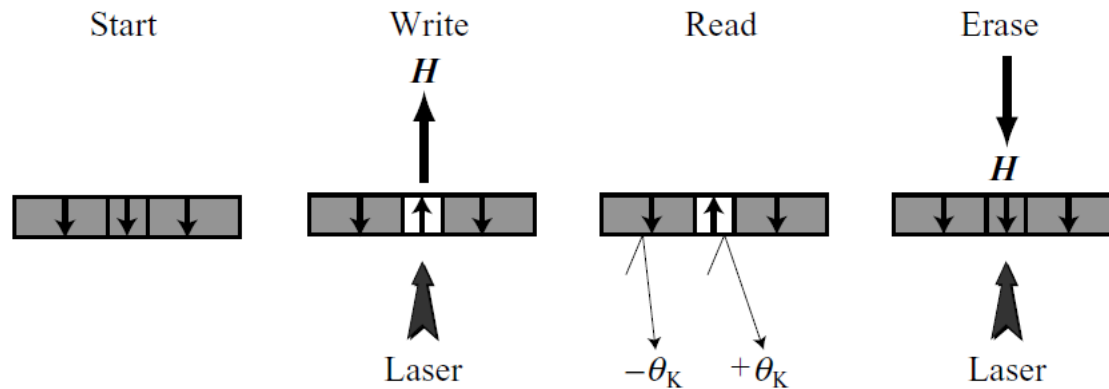 Start Write Read Erase
H
H
Laser
−θK +θK
Laser